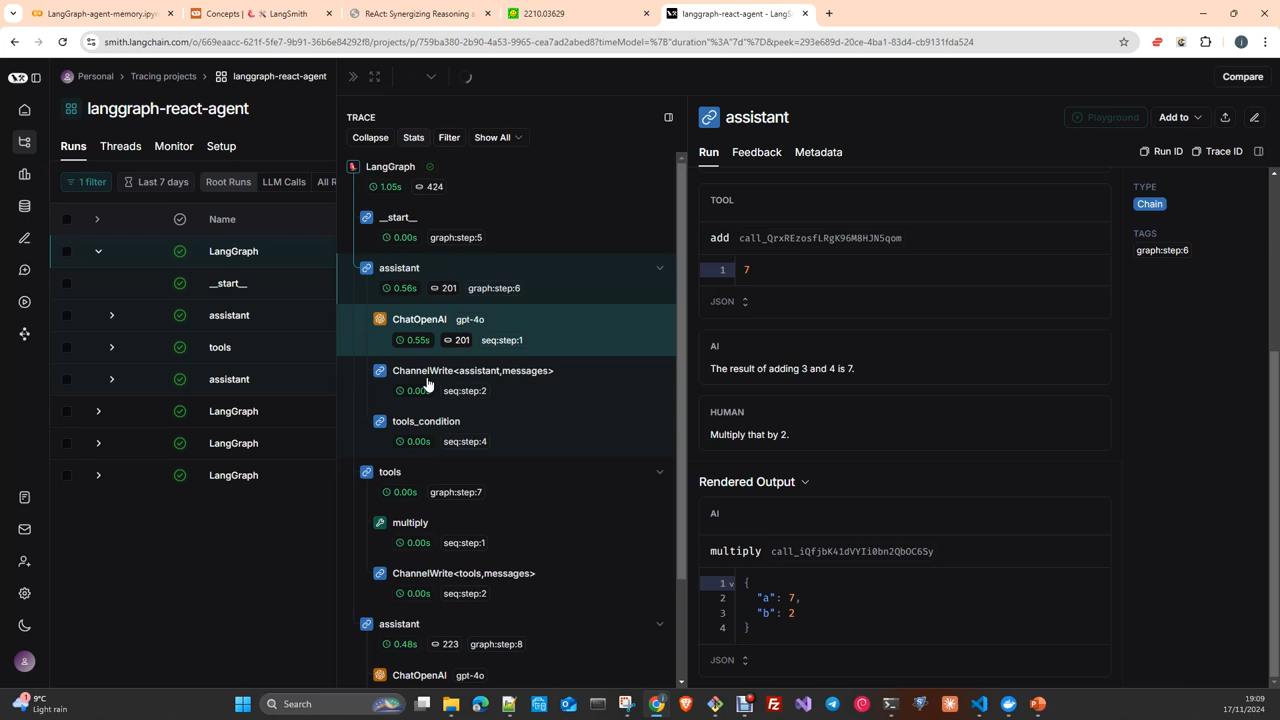 LangGraph-agent-memory.ipyn
Concepts | 🦜🛠️ LangSmith
ReAct: Synergizing Reasoning a
2210.03629
langgraph-react-agent - LangS
smith.langchain.com/o/669eaacc-621f-5fe7-9b91-36b6e84292f8/projects/p/759ba380-2b90-4a53-9965-cea7ad2abed8?timeModel=%7B"duration"%3A"7d"%7D&peek=293e689d-20ce-4ba1-83d4-cb9131fda524
Personal
Tracing projects
langgraph-react-agent
Compare
langgraph-react-agent
Runs
Threads
Monitor
Setup
1 filter
Last 7 days
Root Runs
LLM Calls
All R
Name
LangGraph
__start__
assistant
tools
assistant
LangGraph
LangGraph
LangGraph
TRACE
Collapse
Stats
Filter
Show All
LangGraph
1.05s
424
__start__
0.00s
graph:step:5
assistant
0.56s
201
graph:step:6
ChatOpenAI gpt-4o
0.55s
201
seq:step:1
ChannelWrite<assistant,messages>
0.00s
seq:step:2
tools_condition
0.00s
seq:step:4
tools
0.00s
graph:step:7
multiply
0.00s
seq:step:1
ChannelWrite<tools,messages>
0.00s
seq:step:2
assistant
0.48s
223
graph:step:8
ChatOpenAI gpt-4o
assistant
Playground
Add to
Run
Feedback
Metadata
Run ID
Trace ID
TOOL
add call_QrxREzosfLRgK96M8HJN5qom
1 7
JSON
AI
The result of adding 3 and 4 is 7.
HUMAN
Multiply that by 2.
Rendered Output
AI
multiply call_iQfjbK41dVYIi0bn2QbOC6Sy
1 {
2 "a": 7,
3 "b": 2
4 }
JSON
TYPE
Chain
TAGS
graph:step:6
9°C
Light rain
Search
19:09
17/11/2024